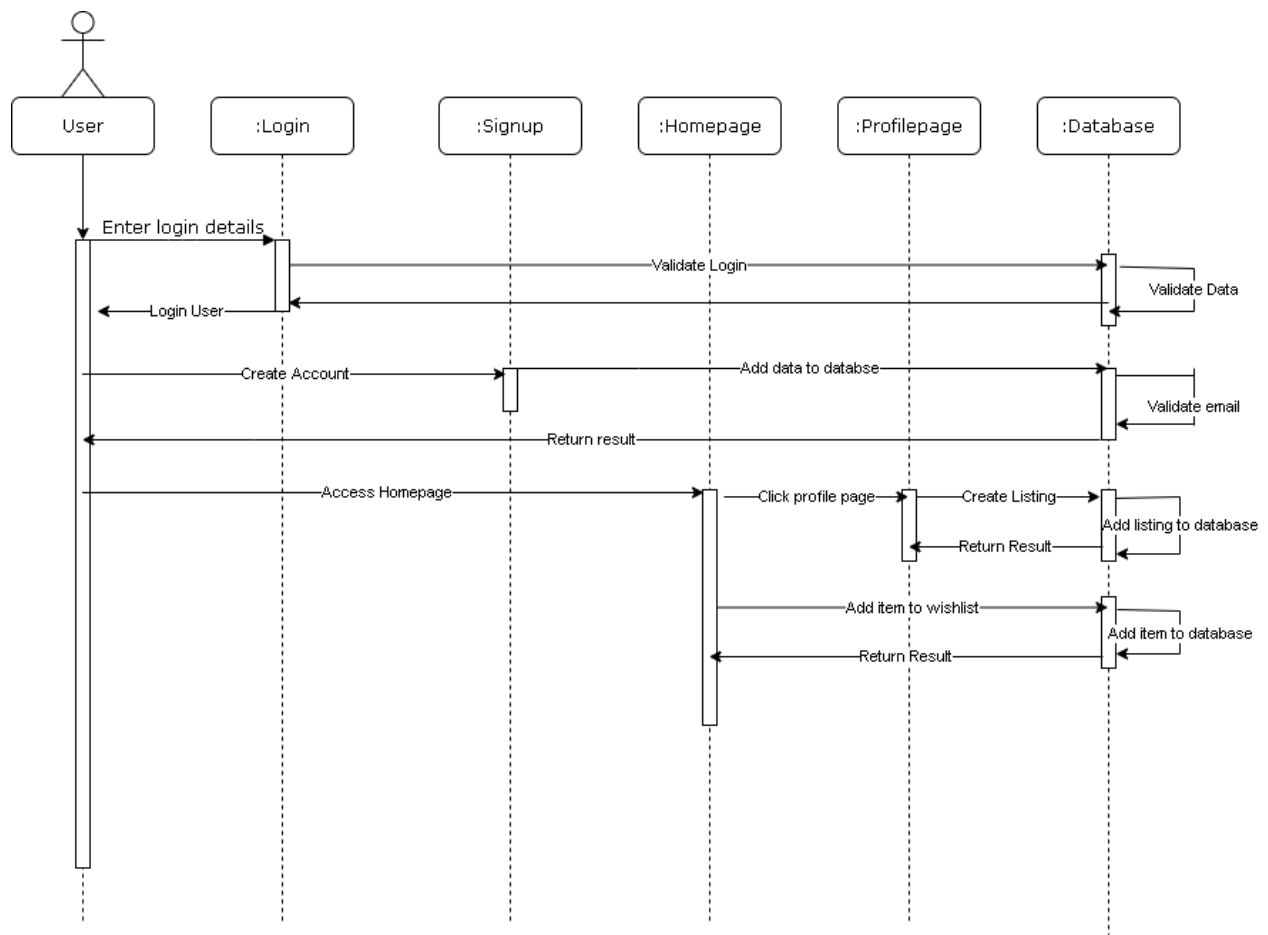 User
:Login
:Signup
:Homepage
:Profilepage
:Database
Enter login details
Validate Login
Validate Data
Login User
Create Account
Add data to databse
Validate email
Return result
Access Homepage
Click profile page
Create Listing
Add listing to database
Return Result
Add item to wishlist
Add item to database
Return Result